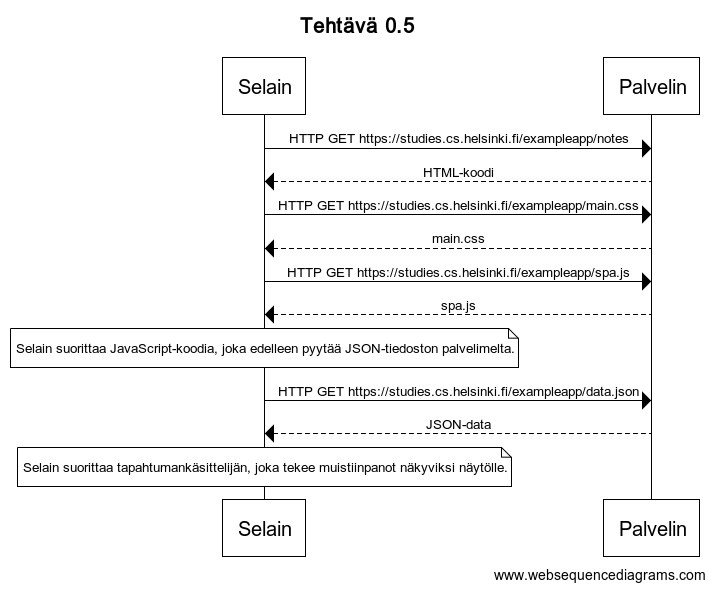 Tehtävä 0.5
Selain
Palvelin
HTTP GET https://studies.cs.helsinki.fi/exampleapp/notes
HTML-koodi
HTTP GET https://studies.cs.helsinki.fi/exampleapp/main.css
main.css
HTTP GET https://studies.cs.helsinki.fi/exampleapp/spa.js
spa.js
Selain suorittaa JavaScript-koodia, joka edelleen pyytää JSON-tiedoston palvelimelta.
HTTP GET https://studies.cs.helsinki.fi/exampleapp/data.json
JSON-data
Selain suorittaa tapahtumankäsittelijän, joka tekee muistiinpanot näkyviksi näytölle.
Selain
Palvelin
www.websequencediagrams.com